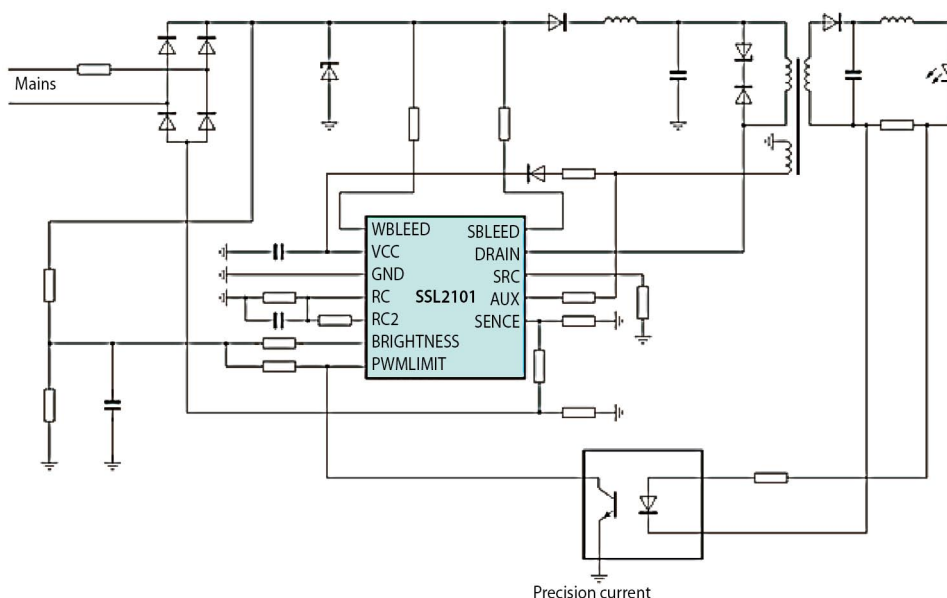 Mains
WBLEED SBLEED
VCC DRAIN
GND SRC
RC SSL2101 AUX
RC2 SENCE
BRIGHTNESS
PWMLIMIT
Precision current